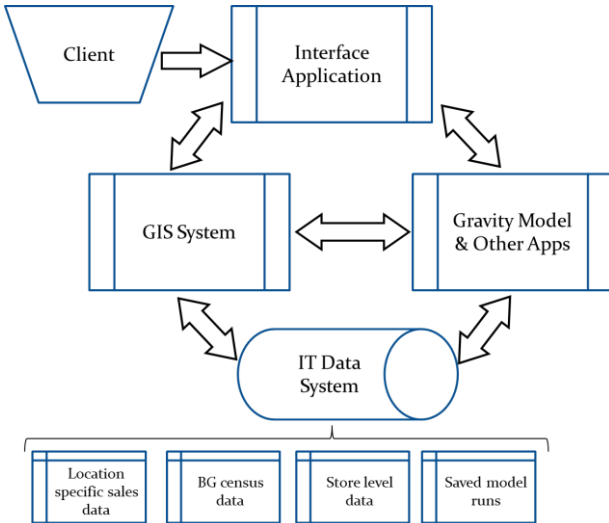 Client
Interface
Application
GIS System
Gravity Model
& Other Apps
IT Data
System
Location
specific sales
data
BG census
data
Store level
data
Saved model
runs